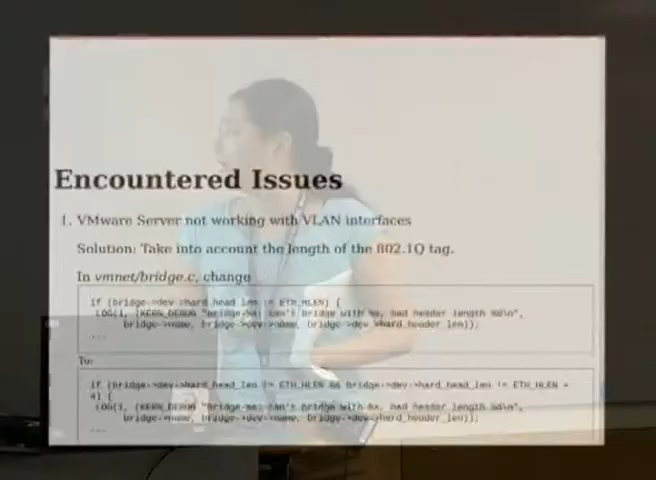 Encountered Issues
1. VMware Server not working with VLAN interfaces
Solution: Take into account the length of the 802.1Q tag.
In vmnet/bridge.c, change
if (bridge->dev->hard_head_len != ETH_HLEN) {
LOG(1, (KERN_DEBUG "bridge-%s: can't bridge with %s, bad header length %d\n",
bridge->name, bridge->dev->name, bridge->dev->hard_header_len));
...
To:
if (bridge->dev->hard_head_len != ETH_HLEN && bridge->dev->hard_head_len != ETH_HLEN +
4) {
LOG(1, (KERN_DEBUG "bridge-%s: can't bridge with %s, bad header length %d\n",
bridge->name, bridge->dev->name, bridge->dev->hard_header_len));
...